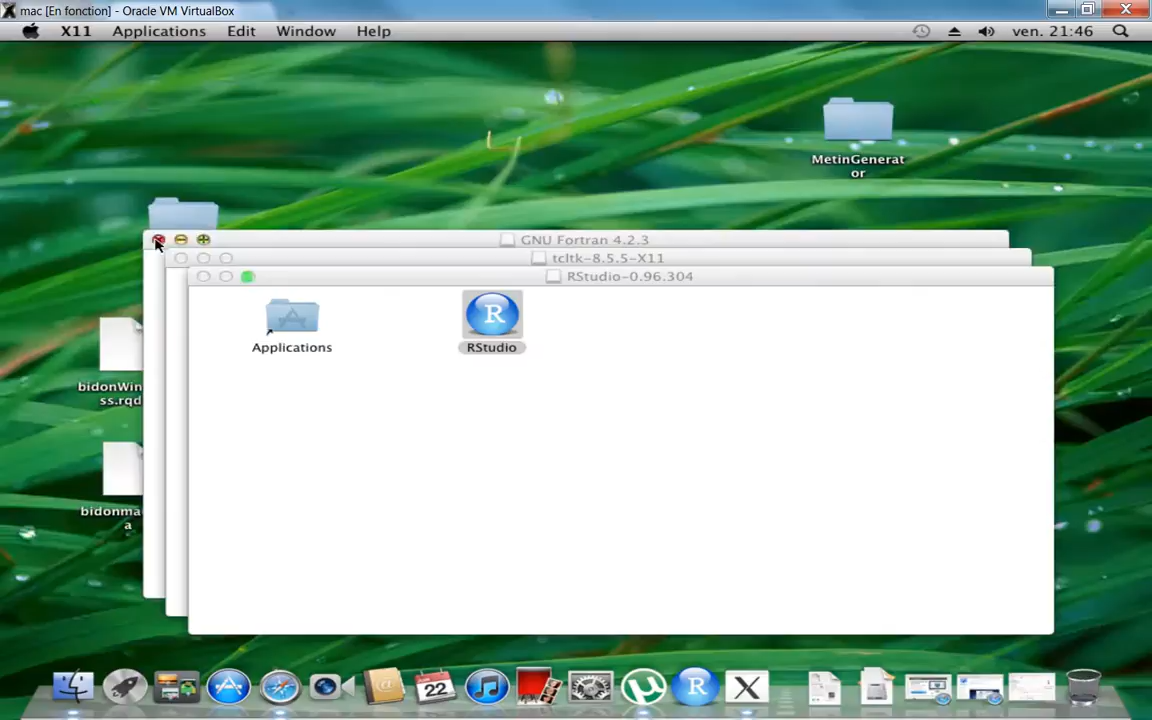 mac [En fonction] - Oracle VM VirtualBox
X11 Applications Edit Window Help ven. 21:46
MetinGenerat
or
GNU Fortran 4.2.3
tcltk-8.5.5-X11
RStudio-0.96.304
R
Applications
RStudio
bidonWin
ss.rqd
bidonma
a
22
R
X